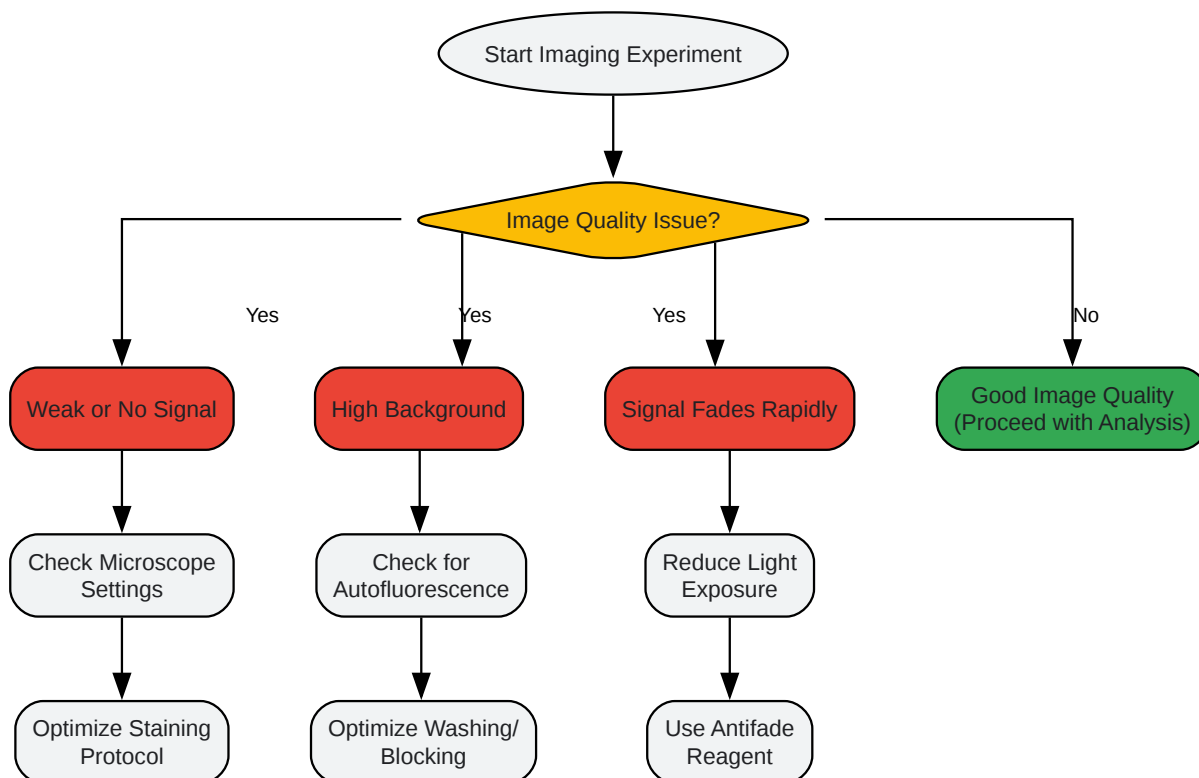 Start Imaging Experiment
Image Quality Issue?
Yes
Yes
Yes
No
Weak or No Signal
High Background
Signal Fades Rapidly
Good Image Quality
(Proceed with Analysis)
Check Microscope
Settings
Check for
Autofluorescence
Reduce Light
Exposure
Optimize Staining
Protocol
Optimize Washing/
Blocking
Use Antifade
Reagent